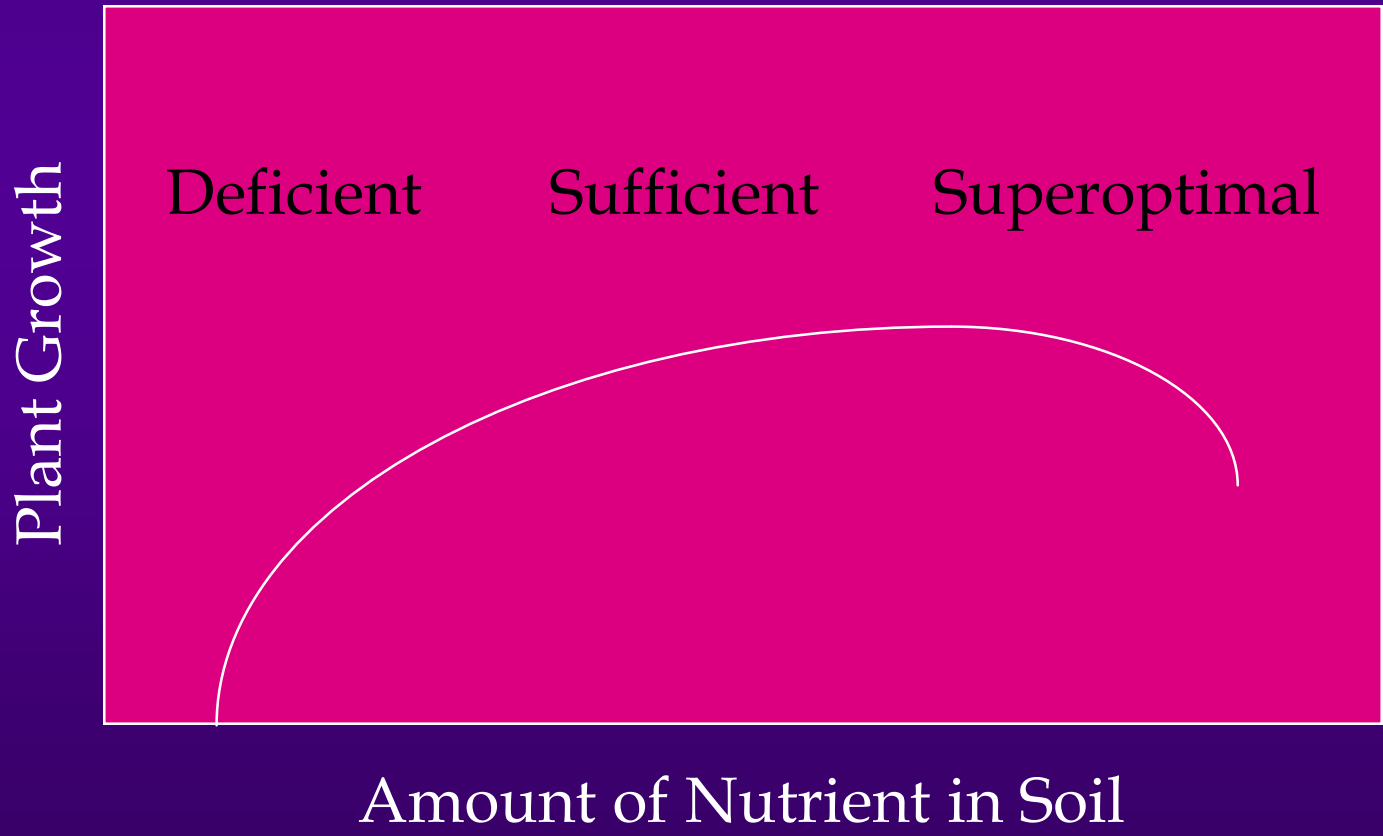 Plant Growth
Deficient Sufficient Superoptimal
Amount of Nutrient in Soil